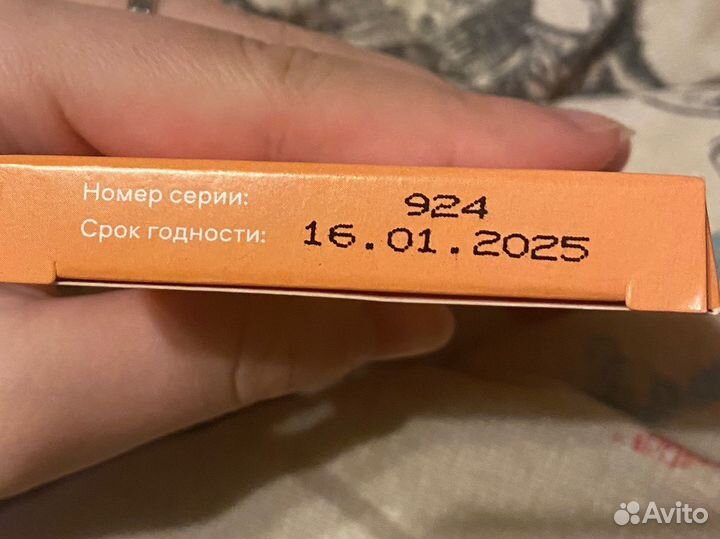 Номер серии: 924
Срок годности: 16.01.2025
Avito